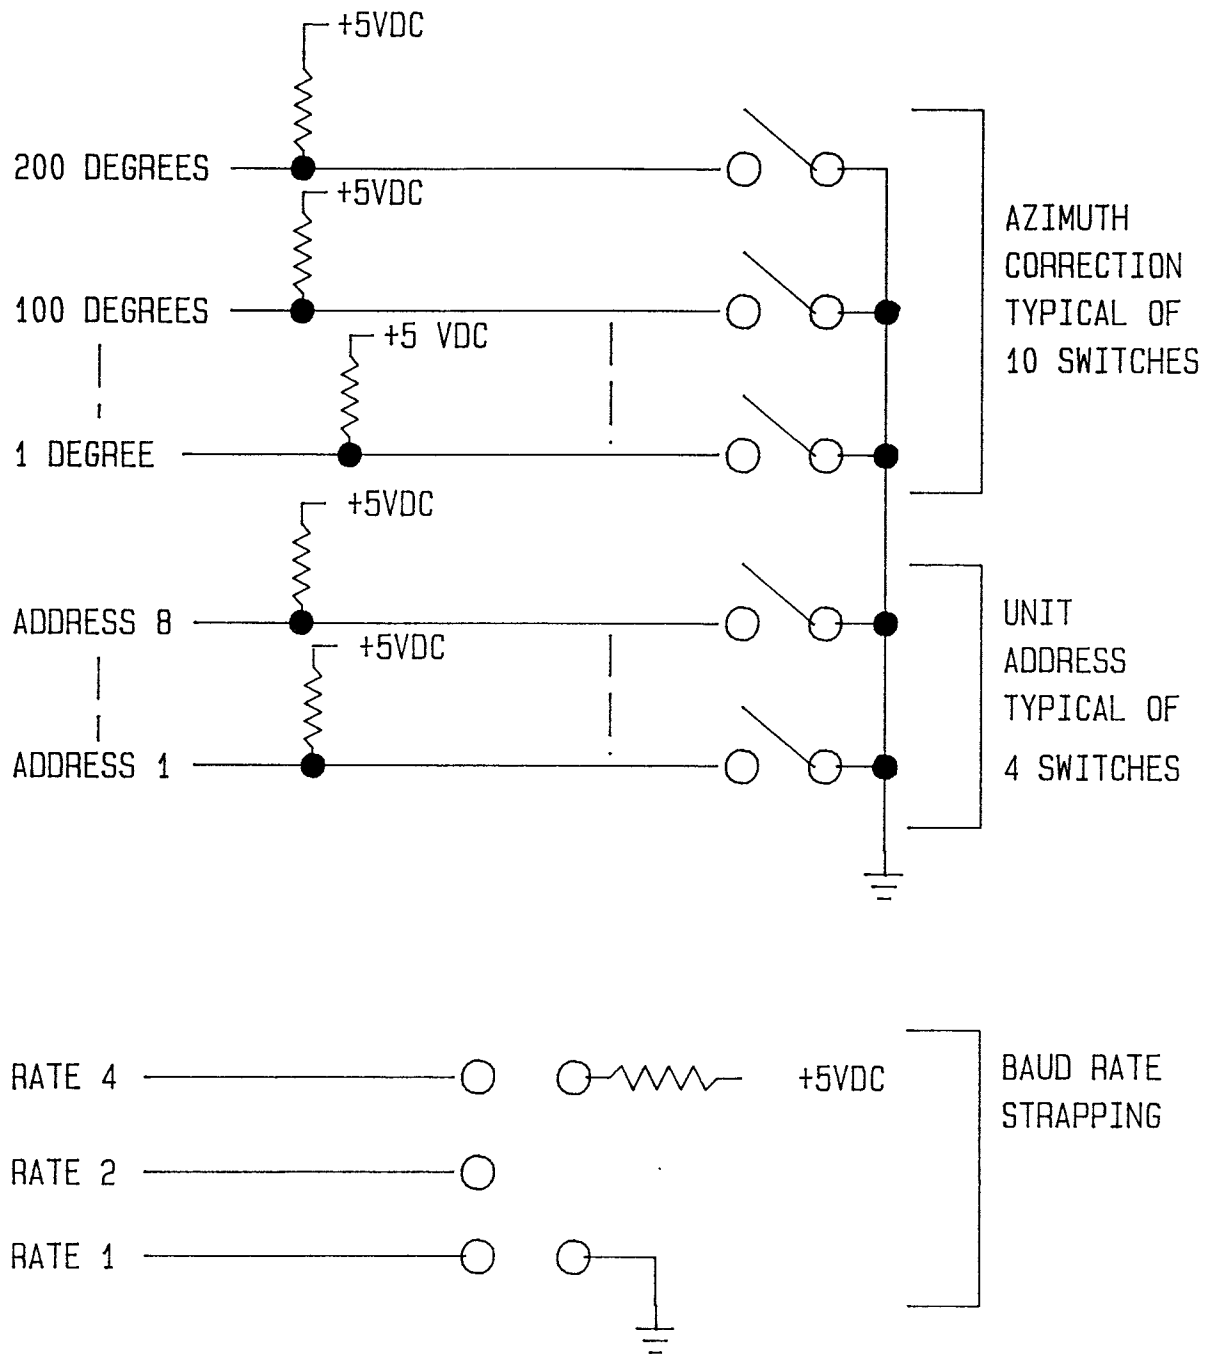 +5VDC
200 DEGREES
+5VDC
100 DEGREES
+5 VDC
1 DEGREE
AZIMUTH
CORRECTION
TYPICAL OF
10 SWITCHES
+5VDC
ADDRESS 8
+5VDC
ADDRESS 1
UNIT
ADDRESS
TYPICAL OF
4 SWITCHES
RATE 4
+5VDC
RATE 2
RATE 1
BAUD RATE
STRAPPING